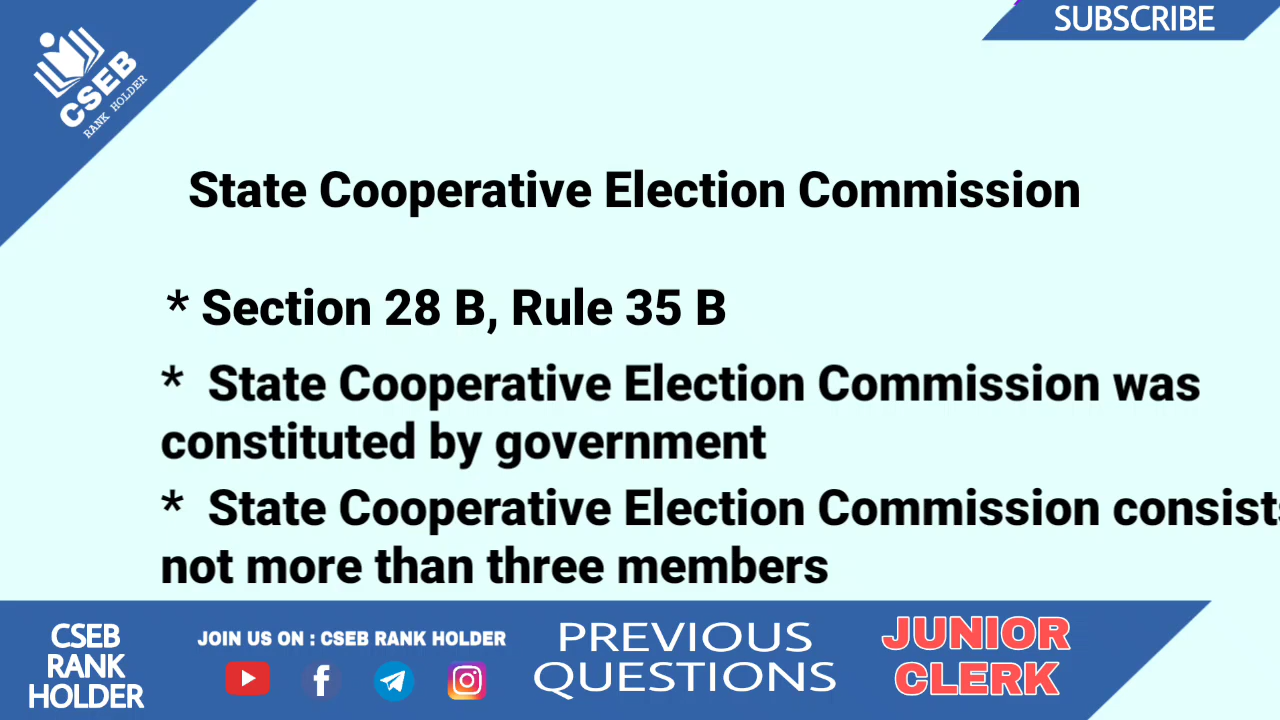 SUBSCRIBE
CSEB
RANK HOLDER
State Cooperative Election Commission
* Section 28 B, Rule 35 B
* State Cooperative Election Commission was
constituted by government
* State Cooperative Election Commission consists
not more than three members
CSEB
RANK
HOLDER
JOIN US ON : CSEB RANK HOLDER
PREVIOUS
QUESTIONS
JUNIOR
CLERK